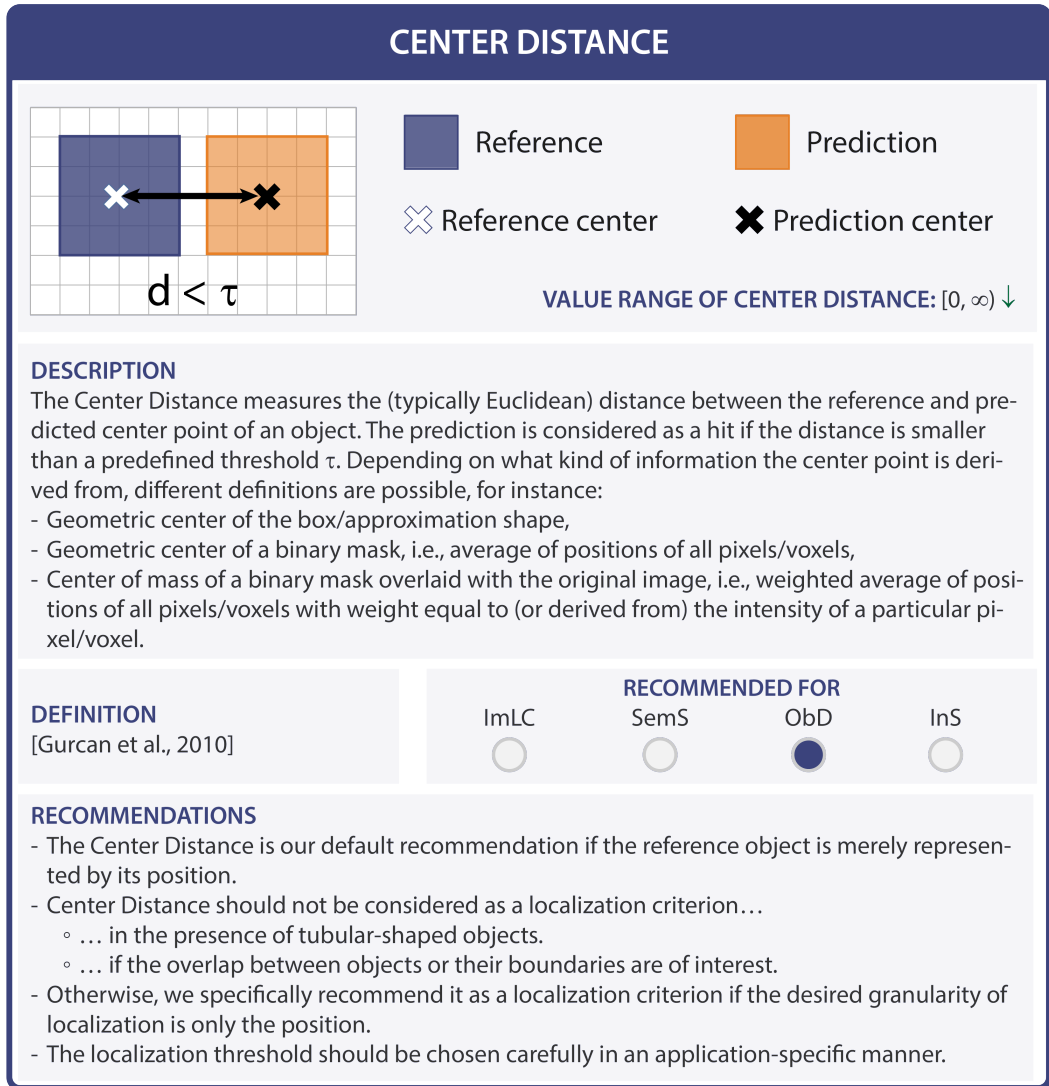 CENTER DISTANCE
Reference
Prediction
Reference center
Prediction center
d < τ
VALUE RANGE OF CENTER DISTANCE: [0, ∞) ↓
DESCRIPTION
The Center Distance measures the (typically Euclidean) distance between the reference and pre-
dicted center point of an object. The prediction is considered as a hit if the distance is smaller
than a predefined threshold τ. Depending on what kind of information the center point is deri-
ved from, different definitions are possible, for instance:
- Geometric center of the box/approximation shape,
- Geometric center of a binary mask, i.e., average of positions of all pixels/voxels,
- Center of mass of a binary mask overlaid with the original image, i.e., weighted average of posi-
tions of all pixels/voxels with weight equal to (or derived from) the intensity of a particular pi-
xel/voxel.
DEFINITION
[Gurcan et al., 2010]
RECOMMENDED FOR
ImLC SemS ObD InS
RECOMMENDATIONS
- The Center Distance is our default recommendation if the reference object is merely represen-
ted by its position.
- Center Distance should not be considered as a localization criterion…
◦ … in the presence of tubular-shaped objects.
◦ … if the overlap between objects or their boundaries are of interest.
- Otherwise, we specifically recommend it as a localization criterion if the desired granularity of
localization is only the position.
- The localization threshold should be chosen carefully in an application-specific manner.